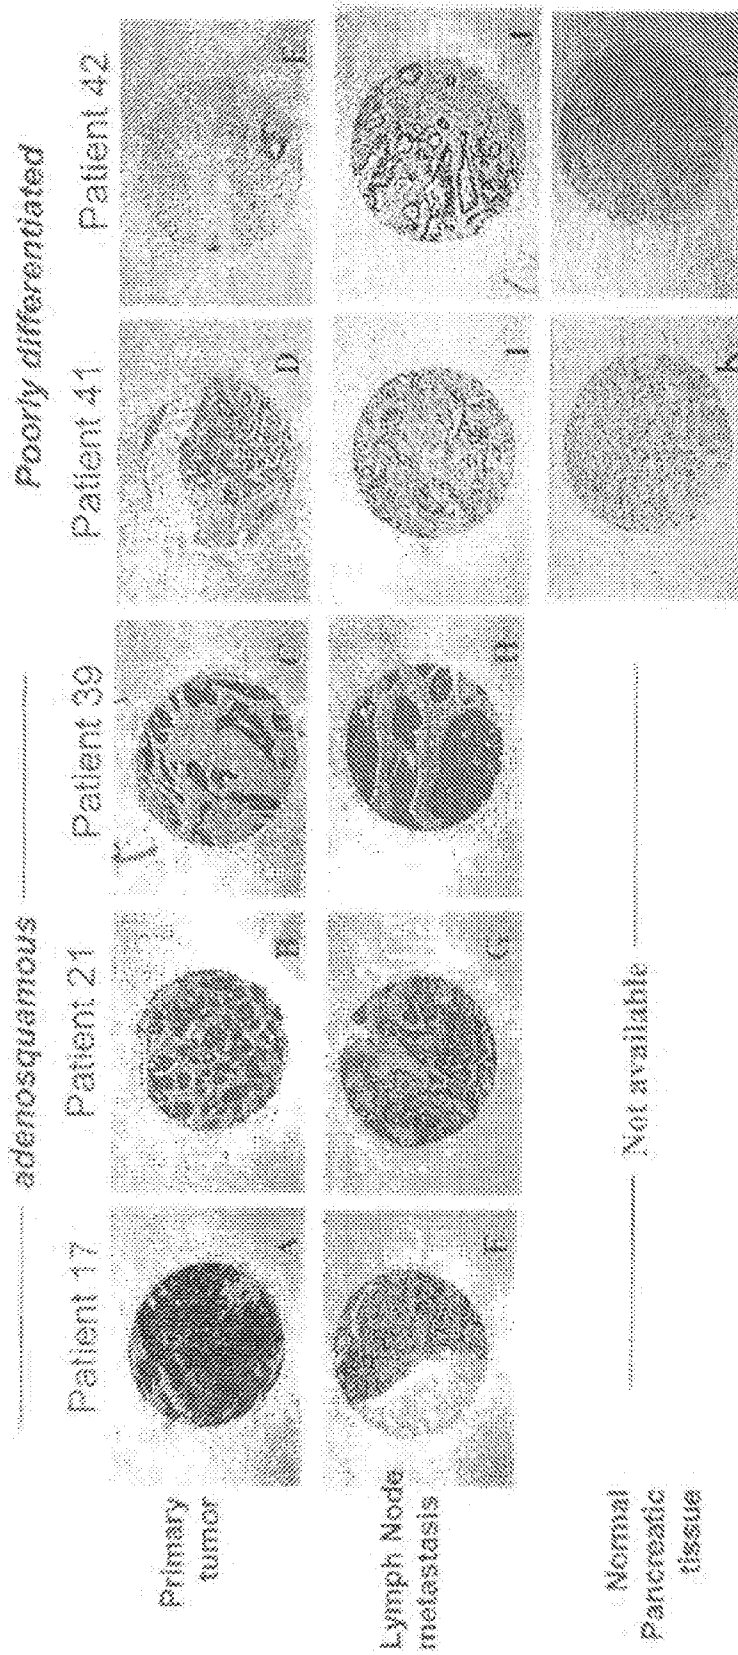 adenosquamous
Poorly differentiated
Patient 17
Patient 21
Patient 39
Patient 41
Patient 42
Primary
tumor
A
B
C
D
E
Lymph Node
metastasis
F
G
H
I
J
Normal
Pancreatic
tissue
Not available
K